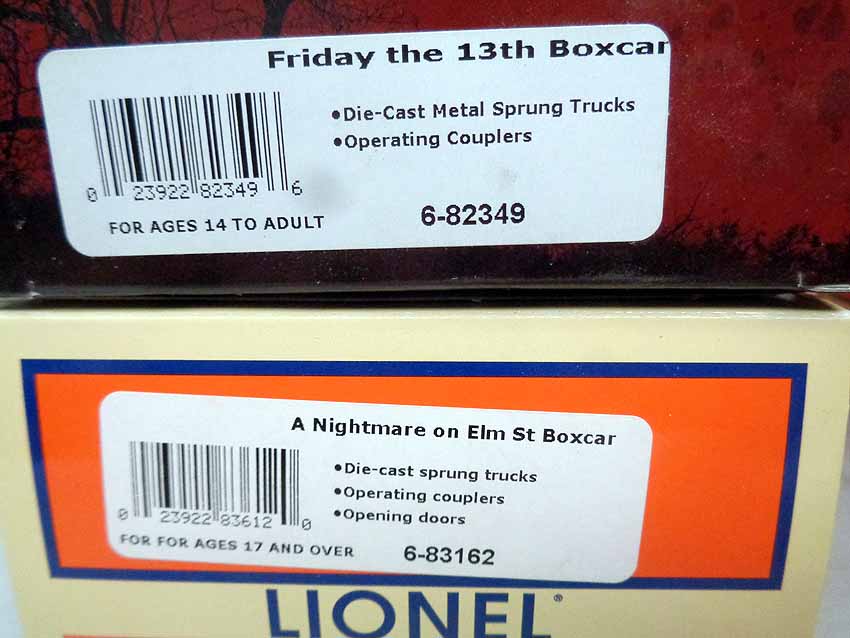 Friday the 13th Boxcar
•Die-Cast Metal Sprung Trucks
•Operating Couplers
0 23922 82349 6
FOR AGES 14 TO ADULT
6-82349
A Nightmare on Elm St Boxcar
•Die-cast sprung trucks
•Operating couplers
•Opening doors
0 23922 83612 0
FOR FOR AGES 17 AND OVER
6-83162
LIONEL®